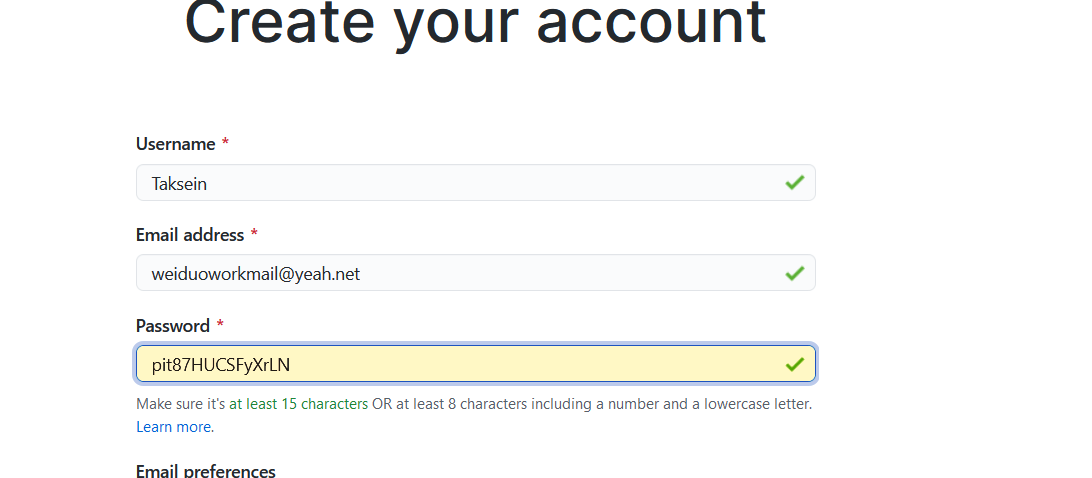 Create your account
Username *
Taksein
Email address *
weiduoworkmail@yeah.net
Password *
pit87HUCSFyXrLN
Make sure it's at least 15 characters OR at least 8 characters including a number and a lowercase letter.
Learn more.
Email preferences